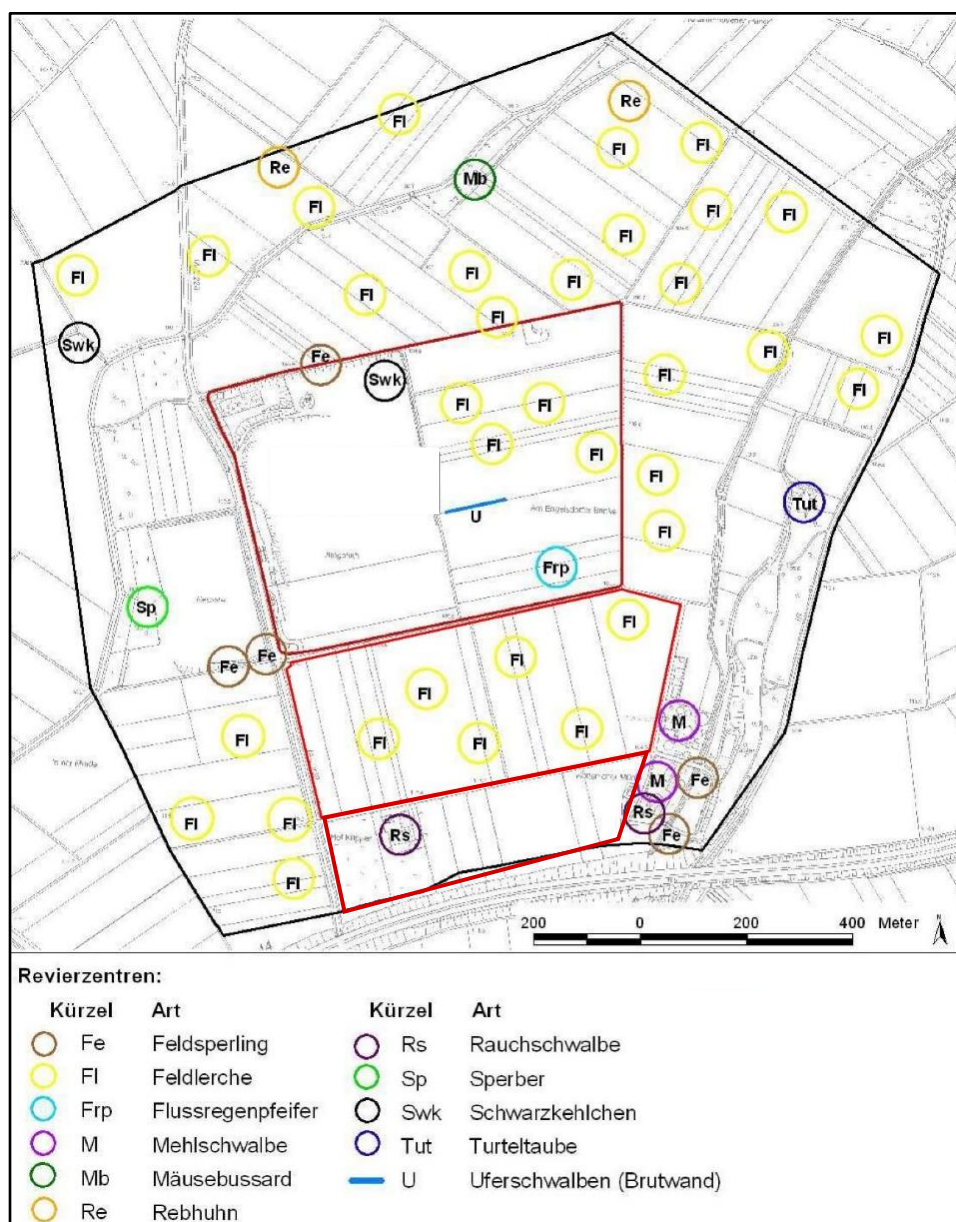 Fl
Re
Fl
Fl
Re
Mb
Fl
Fl
Fl
Fl
Fl
Fl
Fl
Fl
Fl
Fl
Fl
Fl
Swk
Fl
Fl
Fe
Fl
Swk
Fl
Fl
Fl
Fl
Fl
Fl
Tut
U
Am Engelsdorfer Berg
Fl
Frp
Sp
Fl
Fe
Fe
Fl
Fl
M
Fl
Fl
Fl
Fl
M
Fe
Rs
Fe
Fl
Fl
Rs
Fl
200 0 200 400 Meter
N
Revierzentren:
Kürzel Art
Fe Feldsperling
Fl Feldlerche
Frp Flussregenpfeifer
M Mehlschwalbe
Mb Mäusebussard
Re Rebhuhn
Kürzel Art
Rs Rauchschwalbe
Sp Sperber
Swk Schwarzkehlchen
Tut Turteltaube
U Uferschwalben (Brutwand)